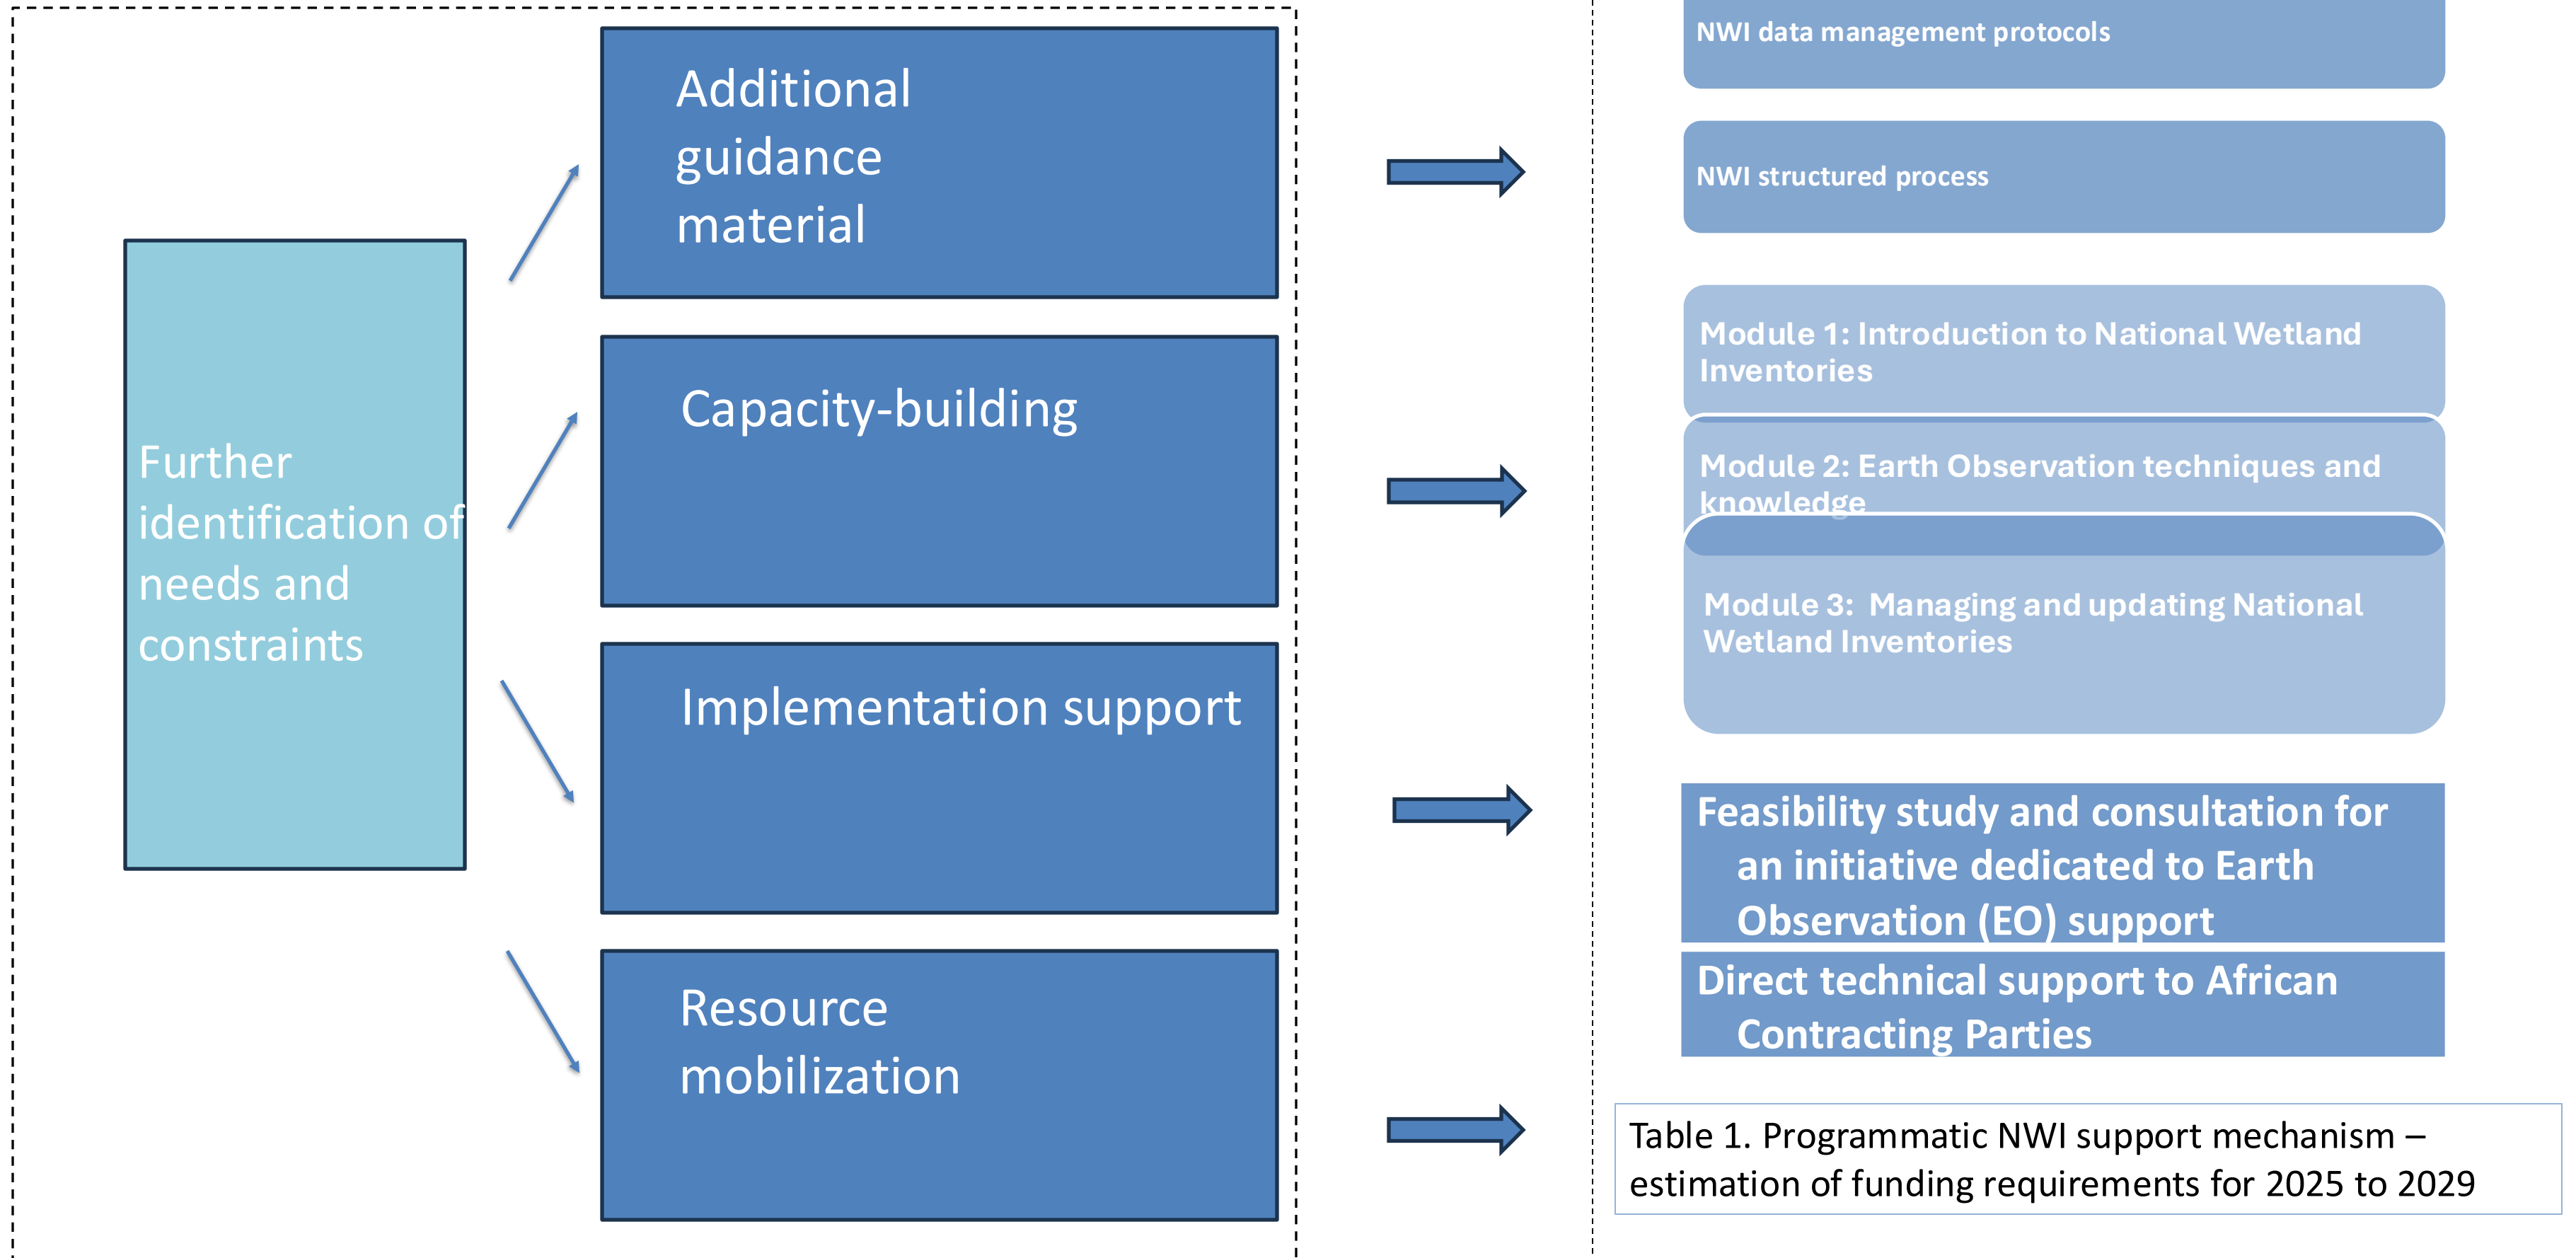 Further
identification of
needs and
constraints
Additional
guidance
material
Capacity-building
Implementation support
Resource
mobilization
NWI data management protocols
NWI structured process
Module 1: Introduction to National Wetland
Inventories
Module 2: Earth Observation techniques and
knowledge
Module 3: Managing and updating National
Wetland Inventories
Feasibility study and consultation for
an initiative dedicated to Earth
Observation (EO) support
Direct technical support to African
Contracting Parties
Table 1. Programmatic NWI support mechanism –
estimation of funding requirements for 2025 to 2029